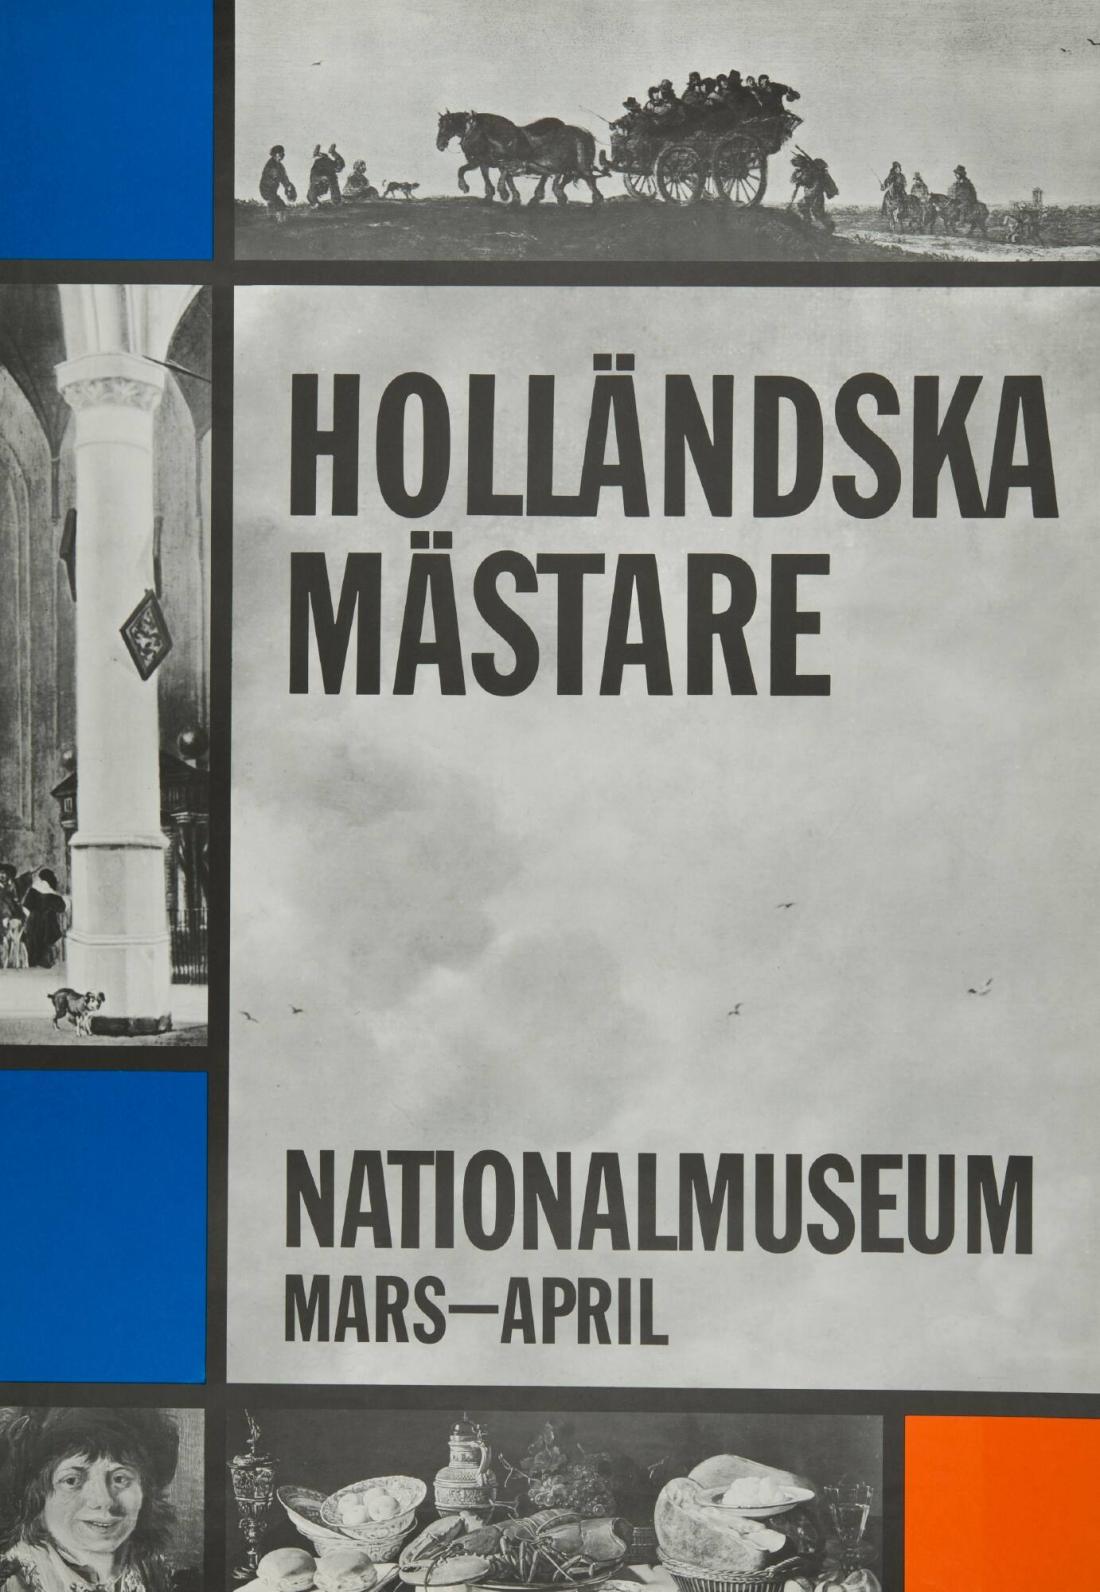 HOLLÄNDSKA
MÄSTARE
NATIONALMUSEUM
MARS—APRIL